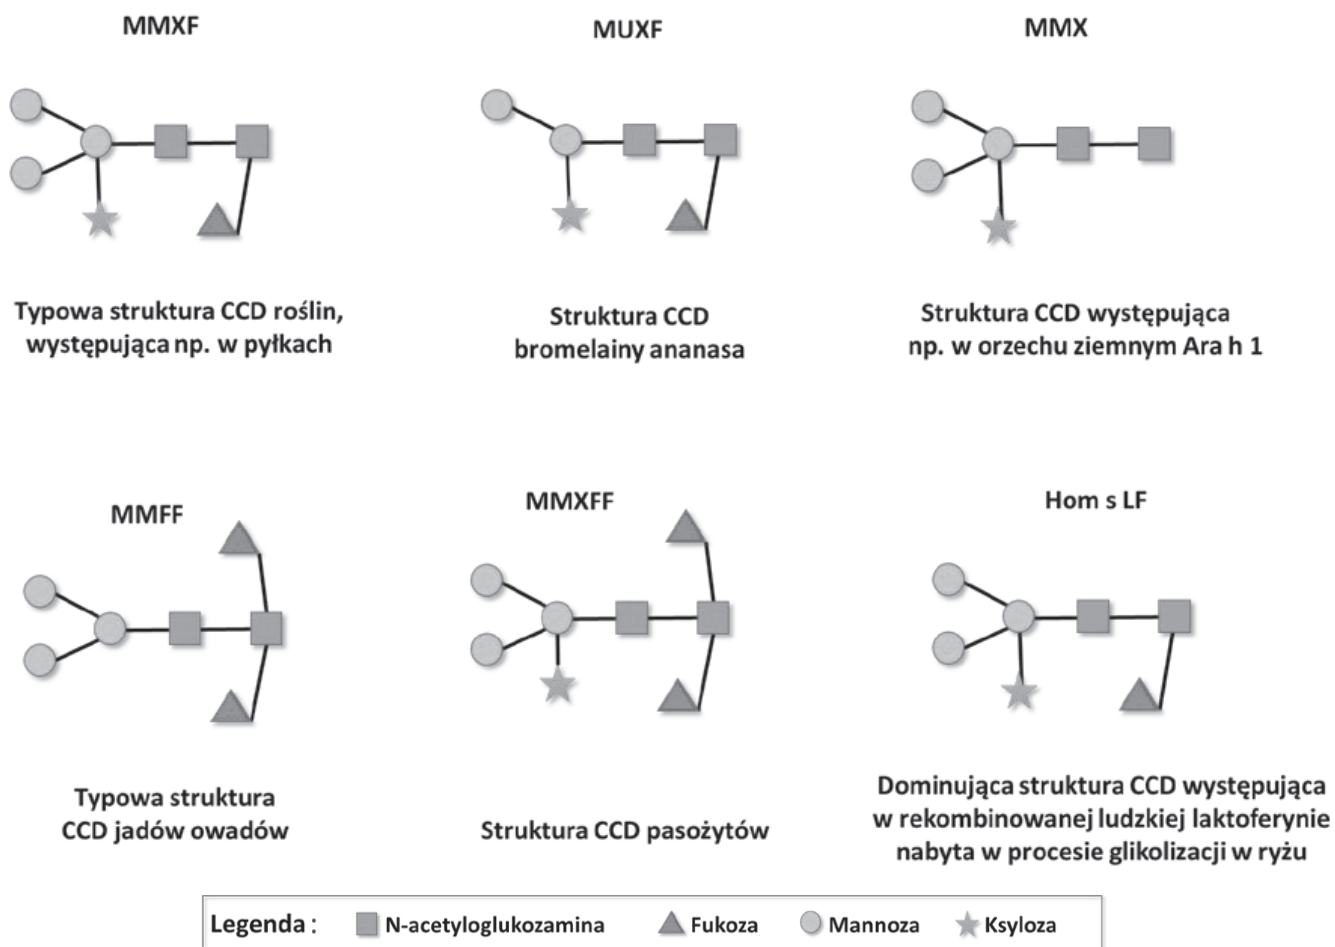 MMXF
MUXF
MMX
Typowa struktura CCD roślin,
występująca np. w pyłkach
Struktura CCD
bromelainy ananasa
Struktura CCD występująca
np. w orzechu ziemnym Ara h 1
MMFF
MMXFF
Hom s LF
Typowa struktura
CCD jadów owadów
Struktura CCD pasożytów
Dominująca struktura CCD występująca
w rekombinowanej ludzkiej laktoferynie
nabyta w procesie glikolizacji w ryżu
Legenda : N-acetyloglukozamina Fukoza Mannoza Ksyloza